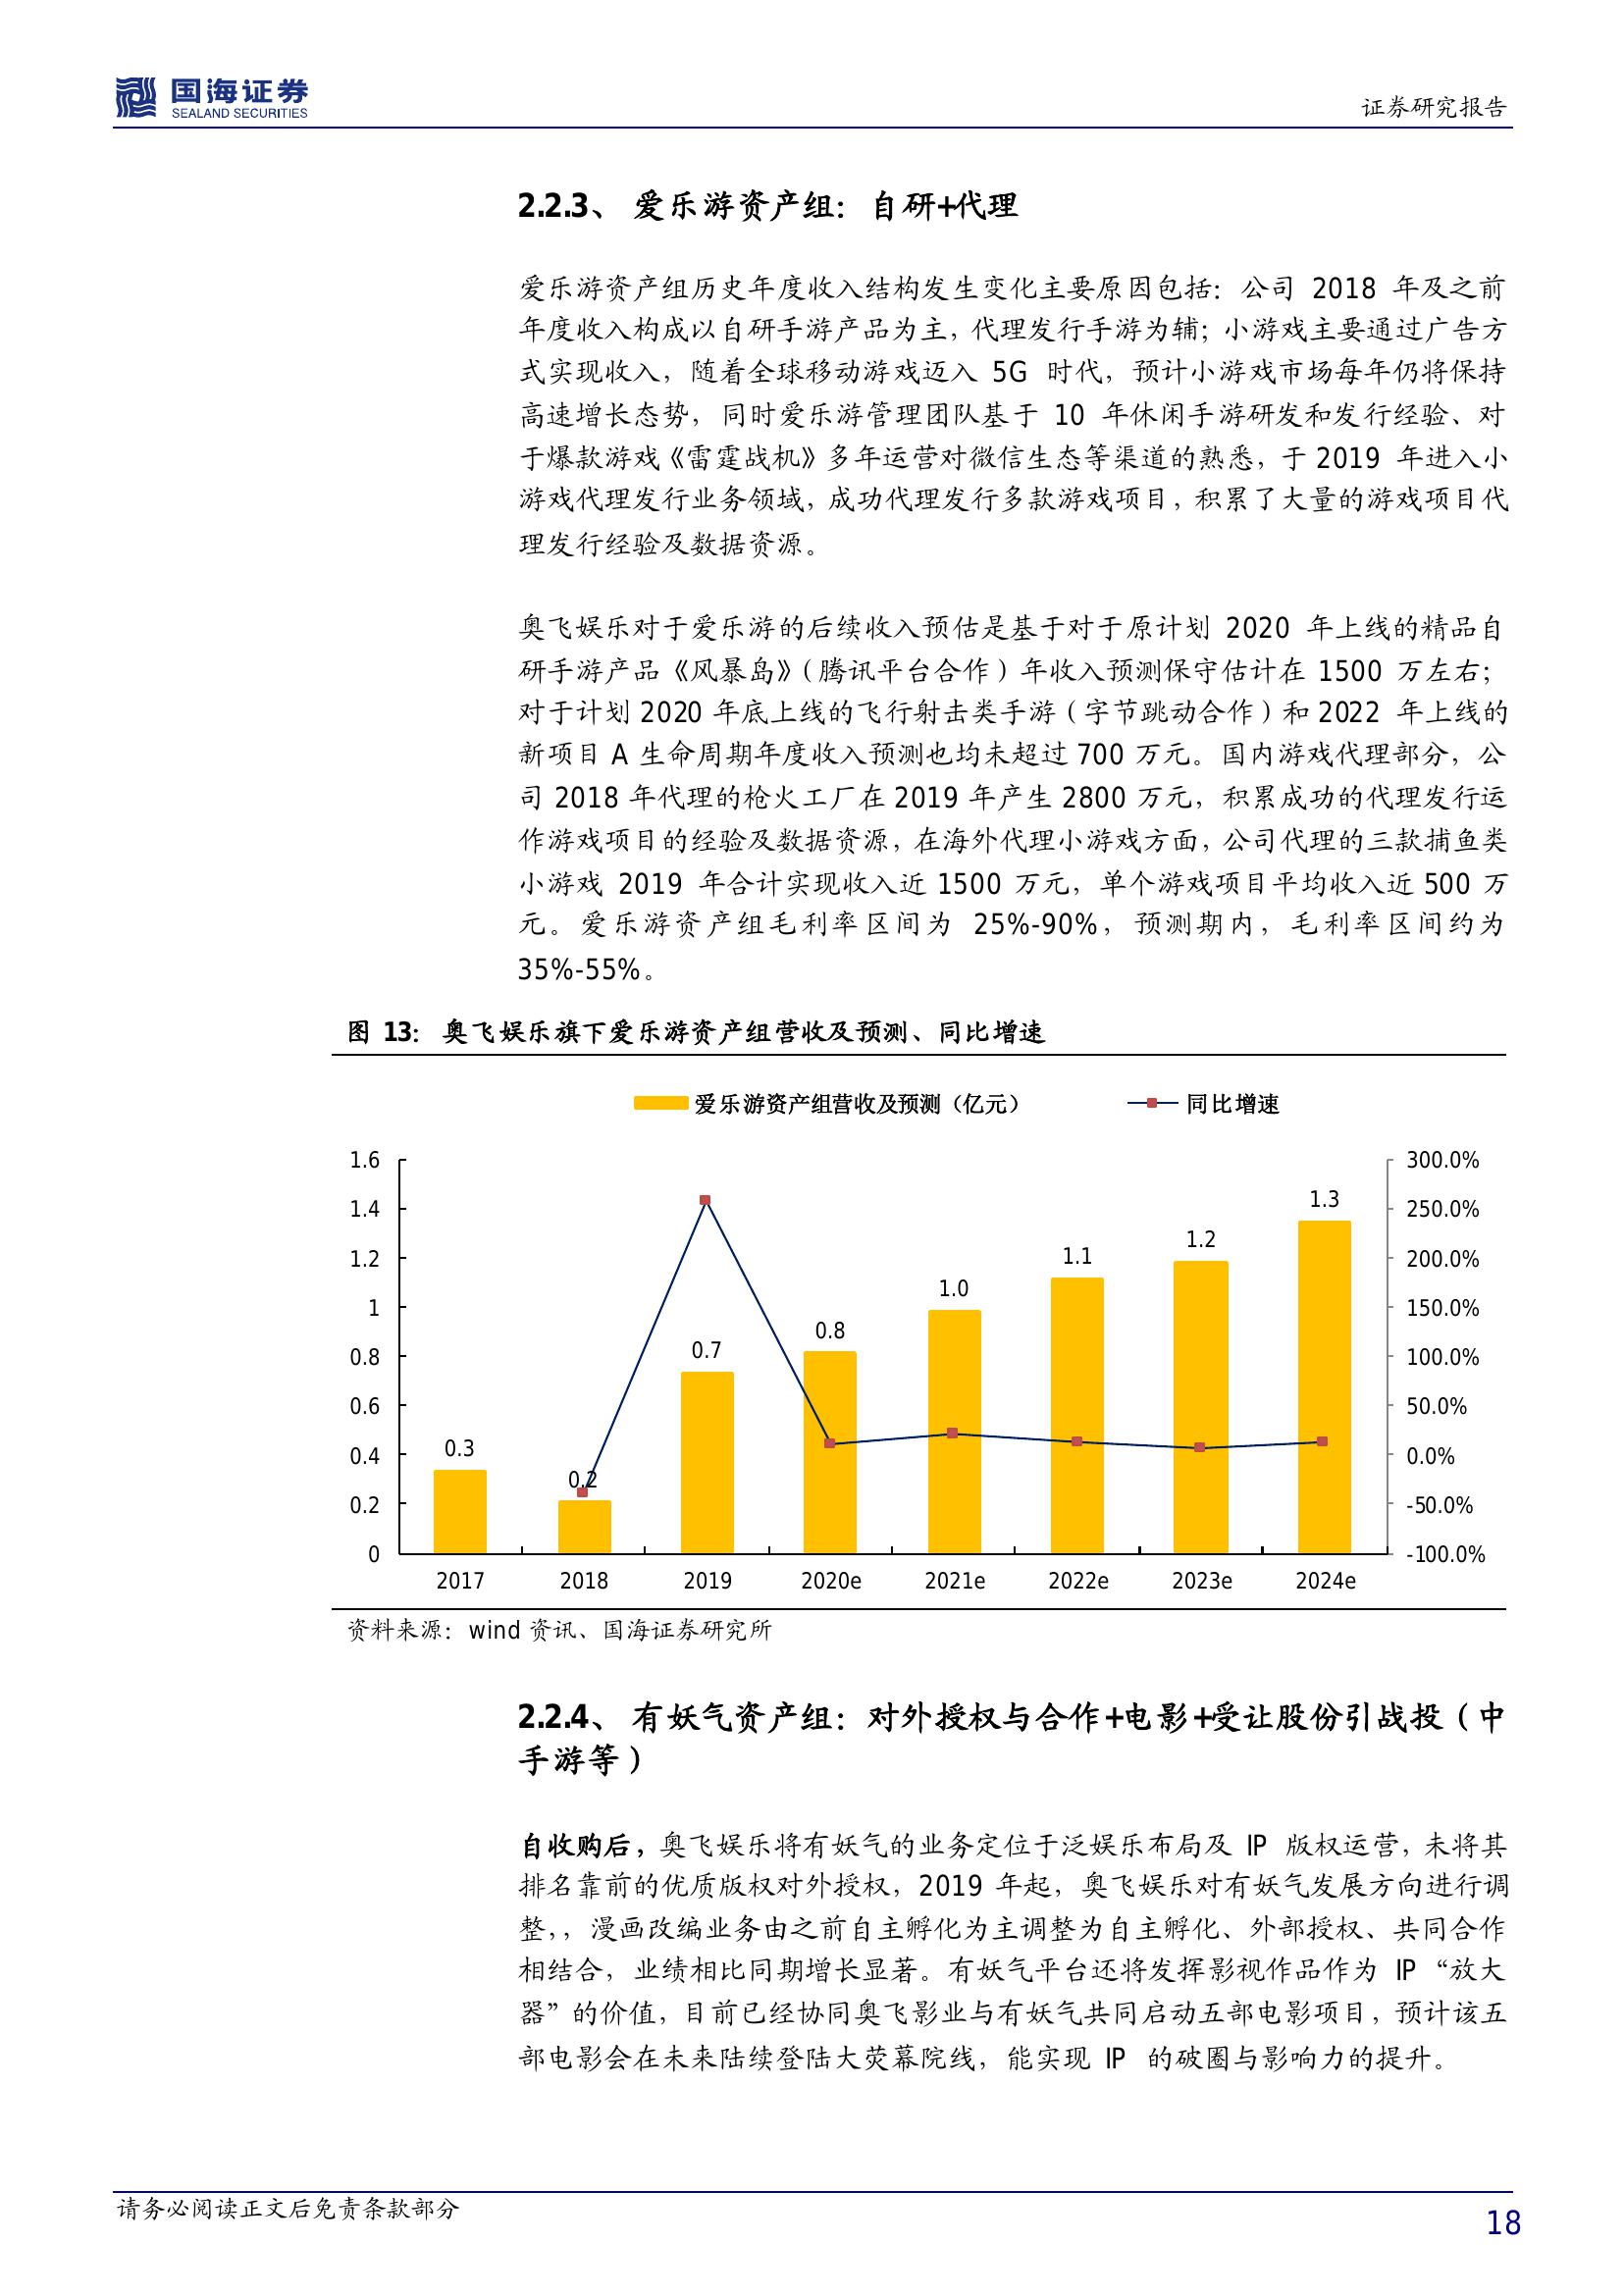 国海证券
SEALAND SECURITIES
证券研究报告
2.2.3、 爱乐游资产组：自研+代理
爱乐游资产组历史年度收入结构发生变化主要原因包括：公司 2018 年及之前
年度收入构成以自研手游产品为主，代理发行手游为辅；小游戏主要通过广告方
式实现收入，随着全球移动游戏迈入 5G 时代，预计小游戏市场每年仍将保持
高速增长态势，同时爱乐游管理团队基于 10 年休闲手游研发和发行经验、对
于爆款游戏《雷霆战机》多年运营对微信生态等渠道的熟悉，于 2019 年进入小
游戏代理发行业务领域，成功代理发行多款游戏项目，积累了大量的游戏项目代
理发行经验及数据资源。
奥飞娱乐对于爱乐游的后续收入预估是基于对于原计划 2020 年上线的精品自
研手游产品《风暴岛》（腾讯平台合作）年收入预测保守估计在 1500 万左右；
对于计划 2020 年底上线的飞行射击类手游（字节跳动合作）和 2022 年上线的
新项目 A 生命周期年度收入预测也均未超过 700 万元。国内游戏代理部分，公
司 2018 年代理的枪火工厂在 2019 年产生 2800 万元，积累成功的代理发行运
作游戏项目的经验及数据资源，在海外代理小游戏方面，公司代理的三款捕鱼类
小游戏 2019 年合计实现收入近 1500 万元，单个游戏项目平均收入近 500 万
元。爱乐游资产组毛利率区间为 25%-90%，预测期内，毛利率区间约为
35%-55%。
图 13：奥飞娱乐旗下爱乐游资产组营收及预测、同比增速
爱乐游资产组营收及预测（亿元） 同比增速
1.6 300.0%
1.4 1.3 250.0%
1.2 1.2 1.1 200.0%
1 1.0 150.0%
0.8 0.7 0.8 100.0%
0.6 50.0%
0.4 0.3 0.2 0.0%
0.2 -50.0%
0 -100.0%
2017 2018 2019 2020e 2021e 2022e 2023e 2024e
资料来源：wind 资讯、国海证券研究所
2.2.4、 有妖气资产组：对外授权与合作+电影+受让股份引战投（中
手游等）
自收购后，奥飞娱乐将有妖气的业务定位于泛娱乐布局及 IP 版权运营，未将其
排名靠前的优质版权对外授权，2019 年起，奥飞娱乐对有妖气发展方向进行调
整，，漫画改编业务由之前自主孵化为主调整为自主孵化、外部授权、共同合作
相结合，业绩相比同期增长显著。有妖气平台还将发挥影视作品作为 IP“放大
器”的价值，目前已经协同奥飞影业与有妖气共同启动五部电影项目，预计该五
部电影会在未来陆续登陆大荧幕院线，能实现 IP 的破圈与影响力的提升。
请务必阅读正文后免责条款部分
18